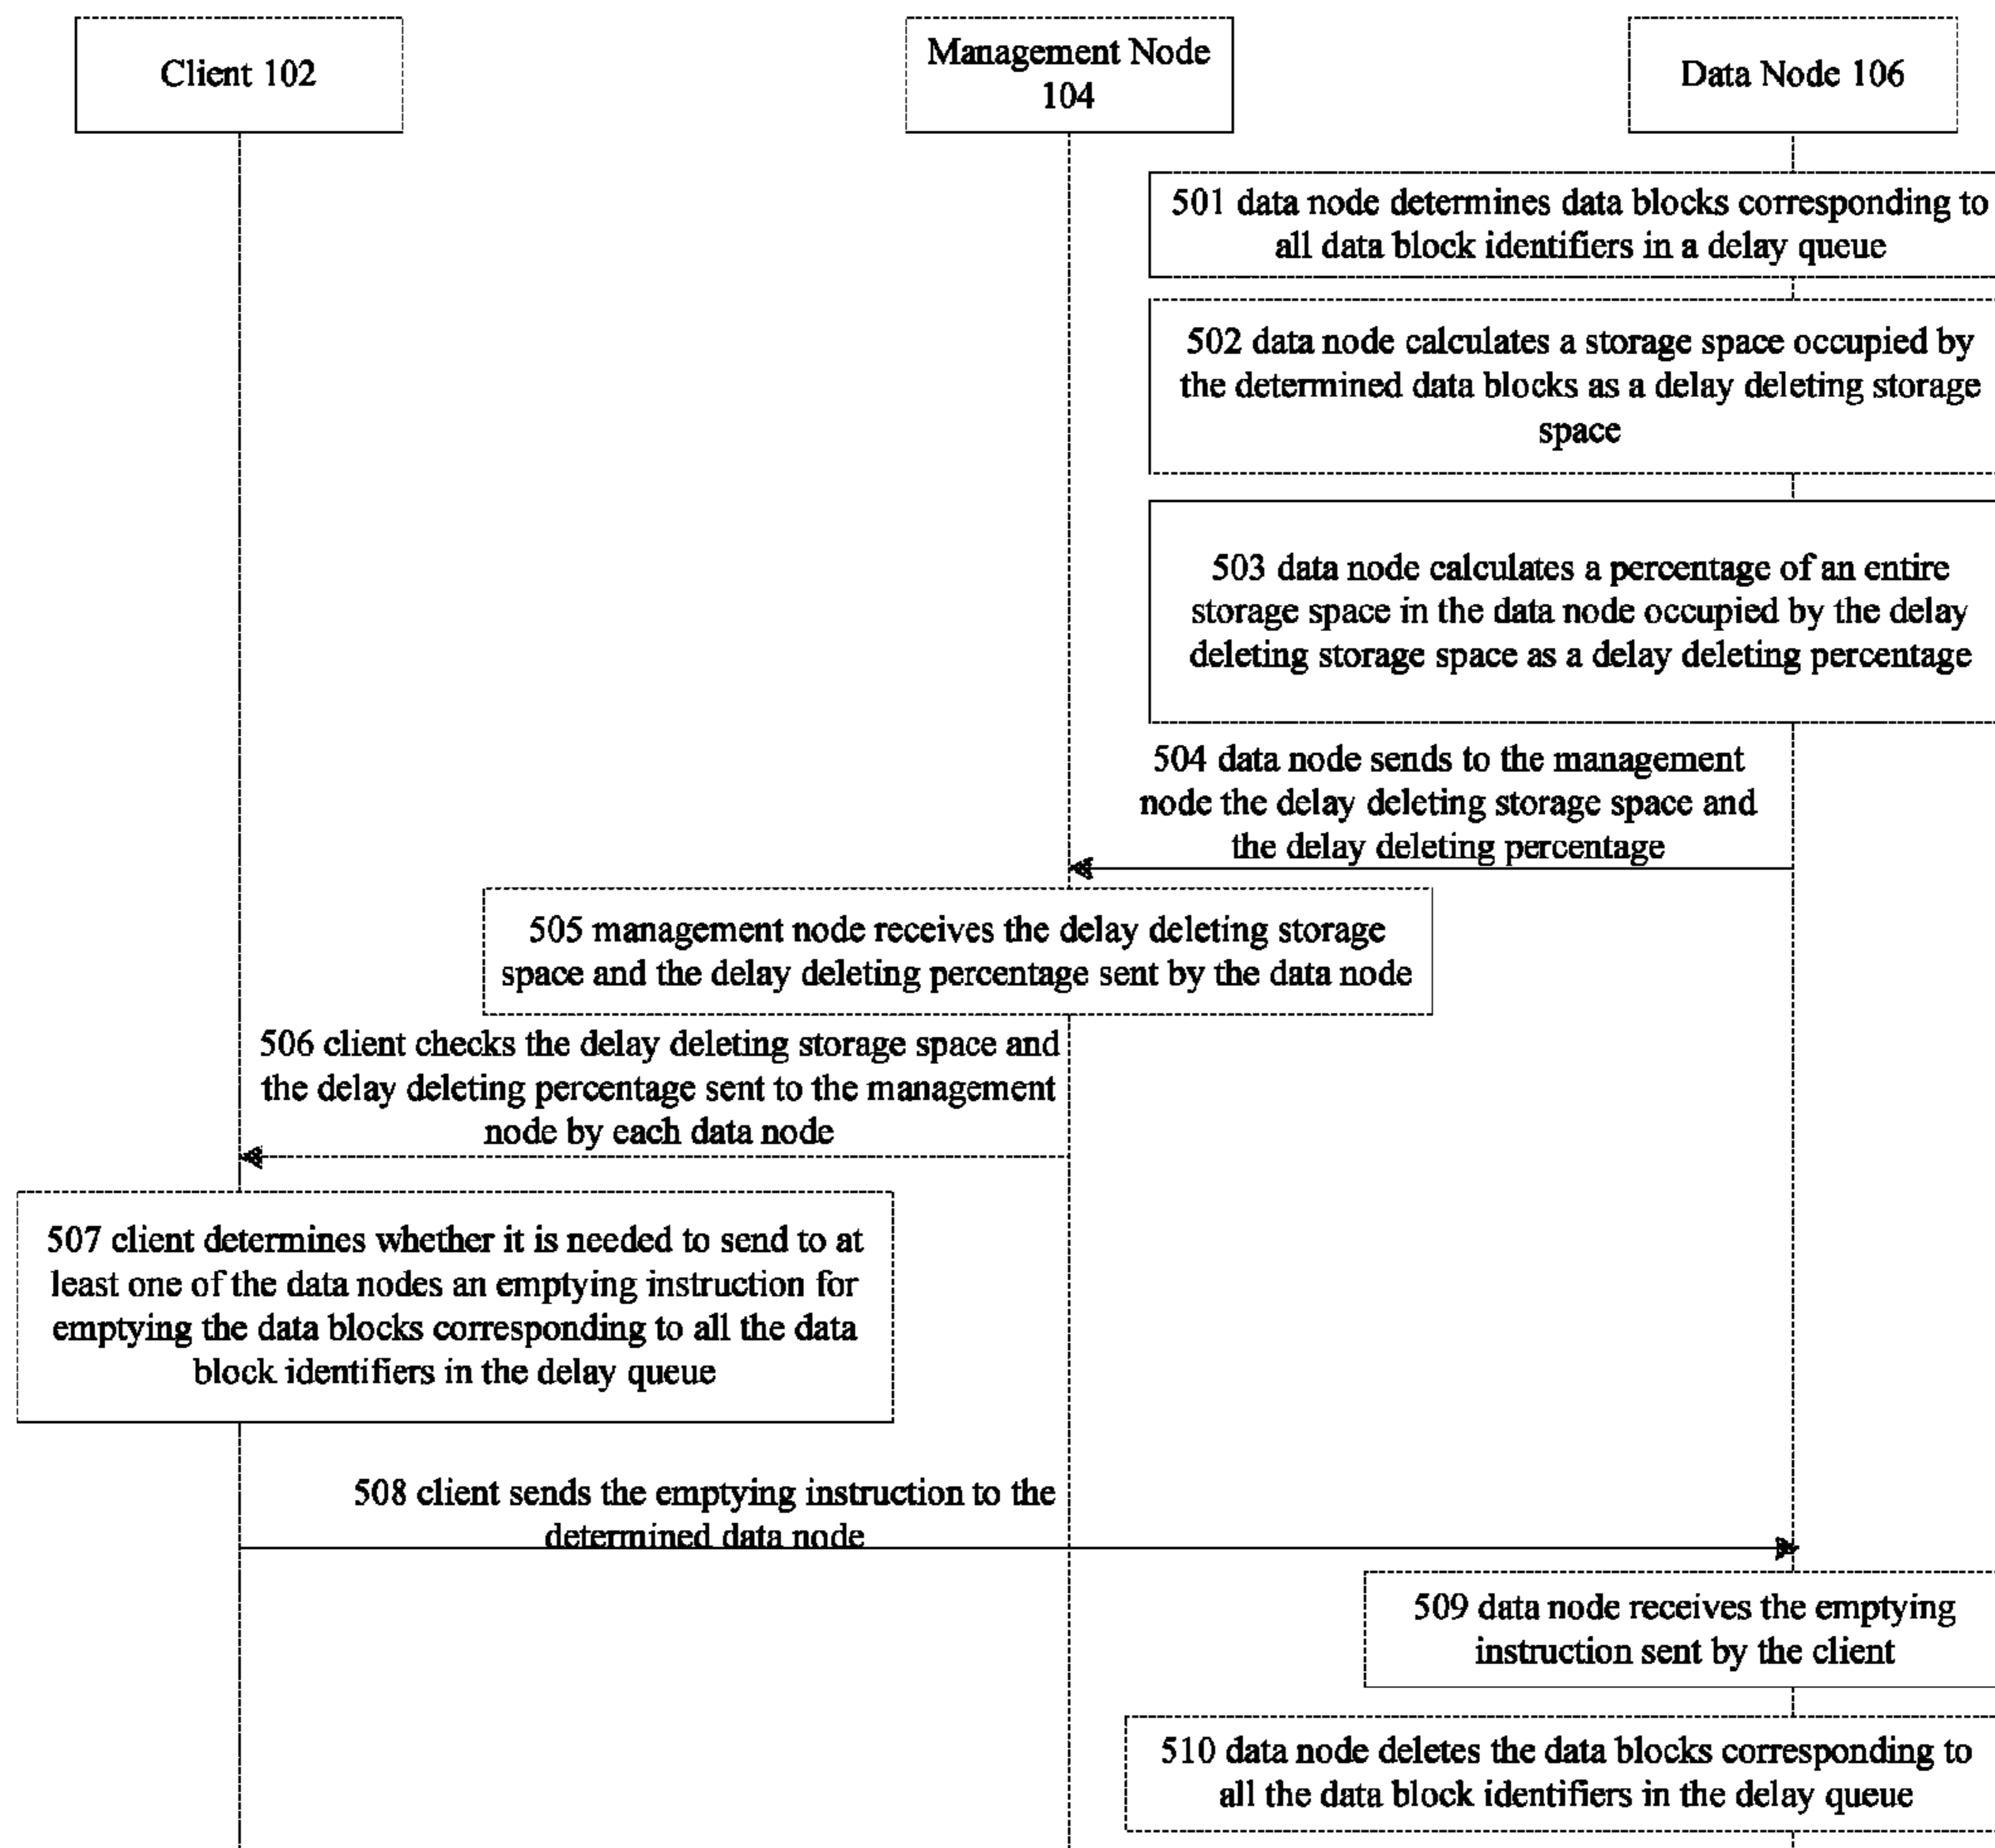 Client 102
Management Node
104
Data Node 106
501 data node determines data blocks corresponding to
all data block identifiers in a delay queue
502 data node calculates a storage space occupied by
the determined data blocks as a delay deleting storage
space
503 data node calculates a percentage of an entire
storage space in the data node occupied by the delay
deleting storage space as a delay deleting percentage
504 data node sends to the management
node the delay deleting storage space and
the delay deleting percentage
505 management node receives the delay deleting storage
space and the delay deleting percentage sent by the data node
506 client checks the delay deleting storage space and
the delay deleting percentage sent to the management
node by each data node
507 client determines whether it is needed to send to at
least one of the data nodes an emptying instruction for
emptying the data blocks corresponding to all the data
block identifiers in the delay queue
508 client sends the emptying instruction to the
determined data node
509 data node receives the emptying
instruction sent by the client
510 data node deletes the data blocks corresponding to
all the data block identifiers in the delay queue